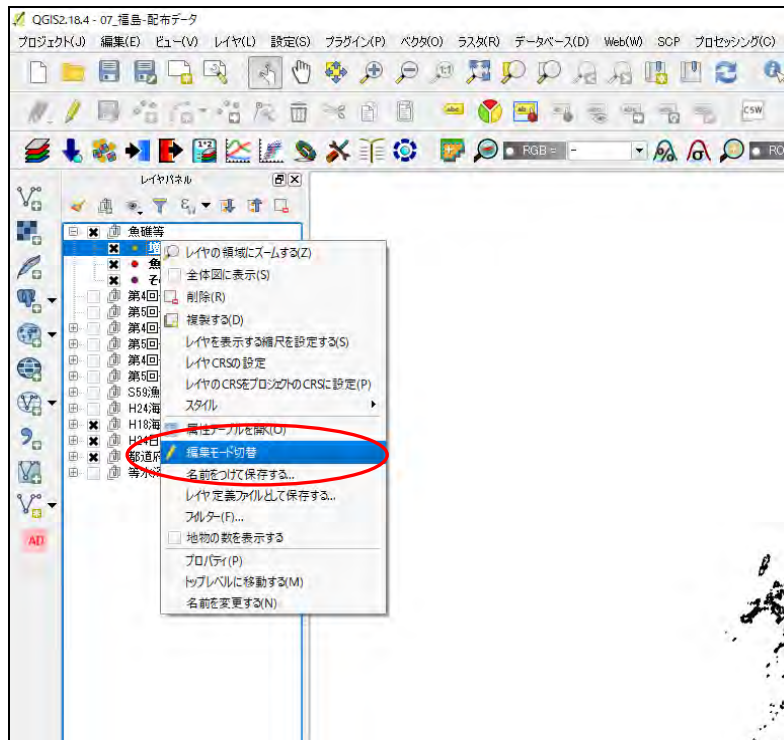 QGIS2.18.4 - 07_福島-配布データ
プロジェクト(J) 編集(E) ビュー(V) レイヤ(L) 設定(S) プラグイン(P) ベクタ(O) ラスタ(R) データベース(D) Web(W) SCP プロセッシング(C)
CSW
RGB = -
レイヤパネル
魚礁等
レイヤの領域にズームする(Z)
全体図に表示(S)
第4回 削除(R)
第5回
第4回 複製する(D)
第5回 レイヤを表示する縮尺を設定する(S)
第4回 レイヤCRSの設定
第5回 レイヤのCRSをプロジェクトのCRSに設定(P)
S59漁
H24海 スタイル
H18海 属性テーブルを開く(O)
H24日
都道府 編集モード切替
等水深 名前をつけて保存する...
レイヤ定義ファイルとして保存する...
フィルター(F)...
地物の数を表示する
プロパティ(P)
トップレベルに移動する(M)
名前を変更する(N)